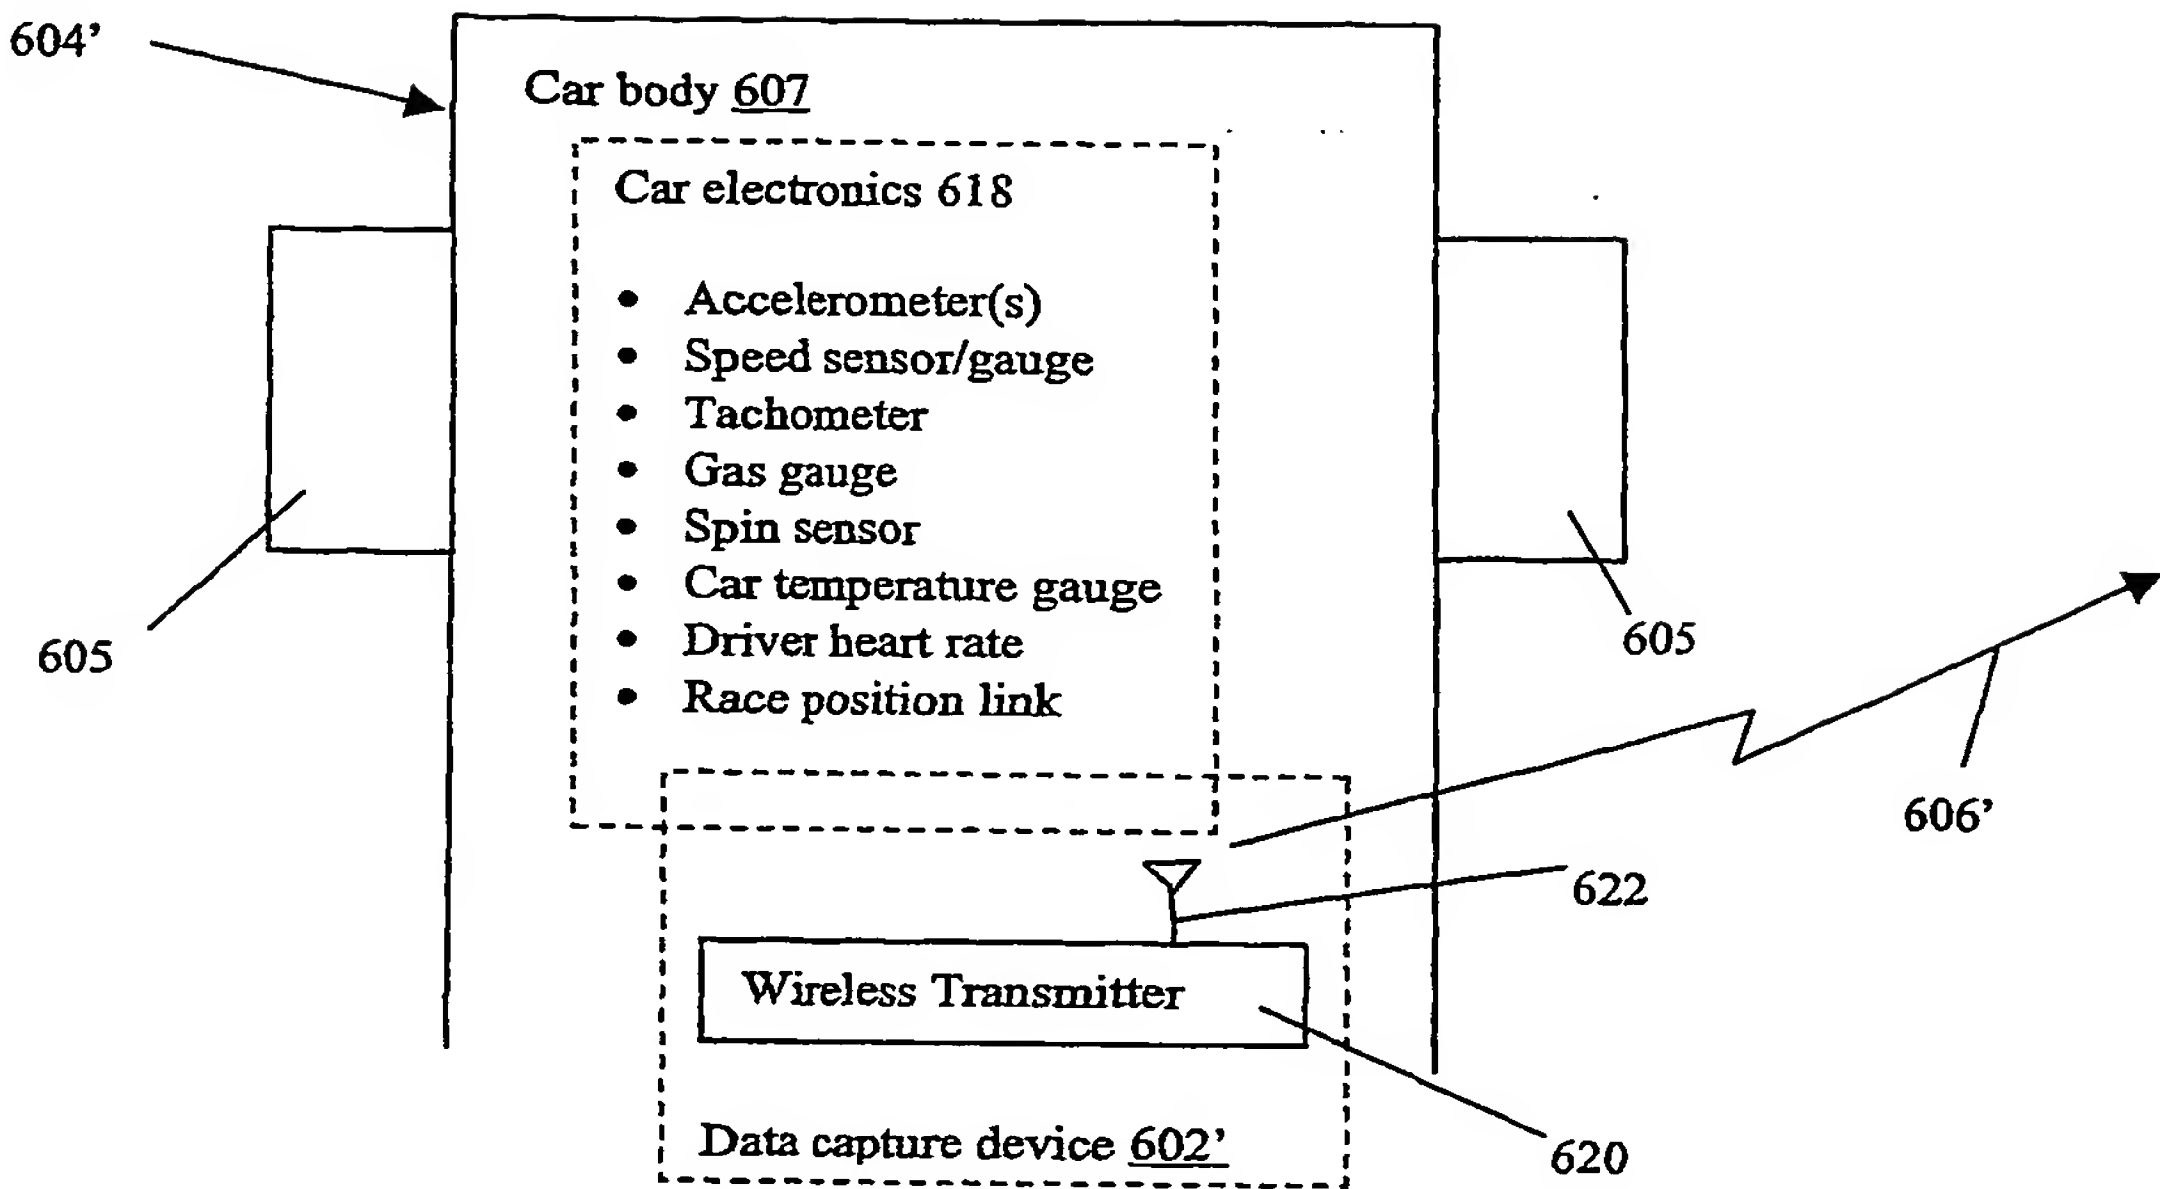 604’
Car body 607
Car electronics 618
• Accelerometer(s)
• Speed sensor/gauge
• Tachometer
• Gas gauge
• Spin sensor
• Car temperature gauge
• Driver heart rate
• Race position link
605
605
606’
622
Wireless Transmitter
Data capture device 602’
620